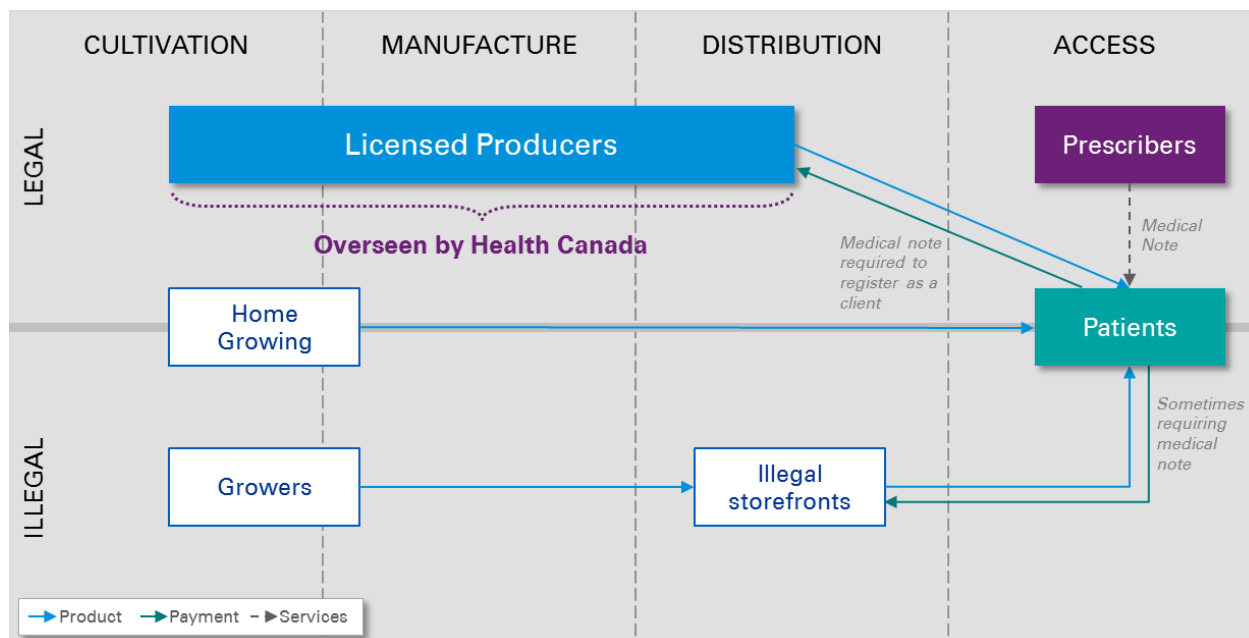 CULTIVATION
MANUFACTURE
DISTRIBUTION
ACCESS
LEGAL
Licensed Producers
Prescribers
Overseen by Health Canada
Medical note
required to
register as a
client
Medical
Note
Home
Growing
Patients
ILLEGAL
Growers
Illegal
storefronts
Sometimes
requiring
medical
note
Product
Payment
Services